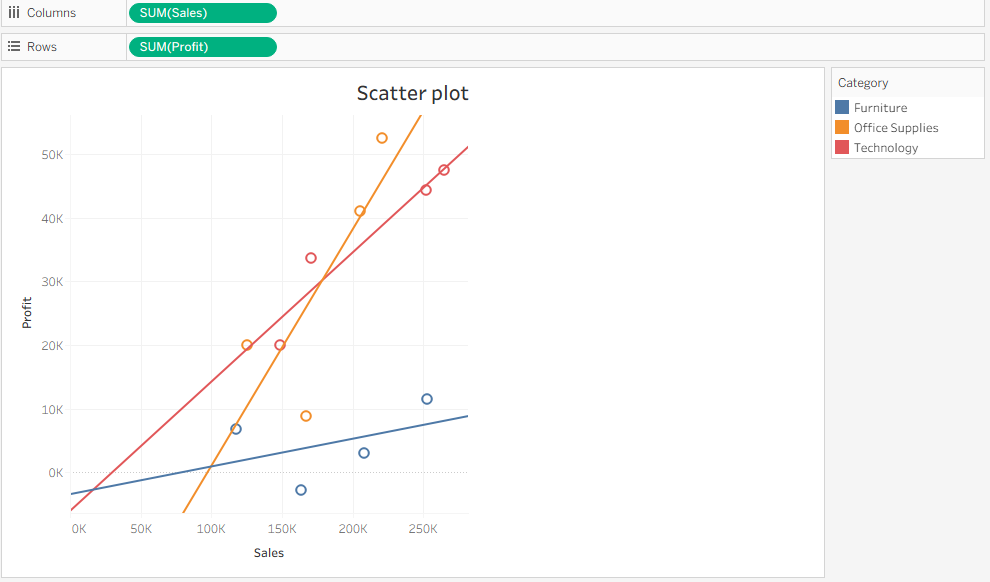 Columns
SUM(Sales)
Rows
SUM(Profit)
Scatter plot
Category
Furniture
Office Supplies
Technology
Profit
50K
40K
30K
20K
10K
0K
0K 50K 100K 150K 200K 250K
Sales